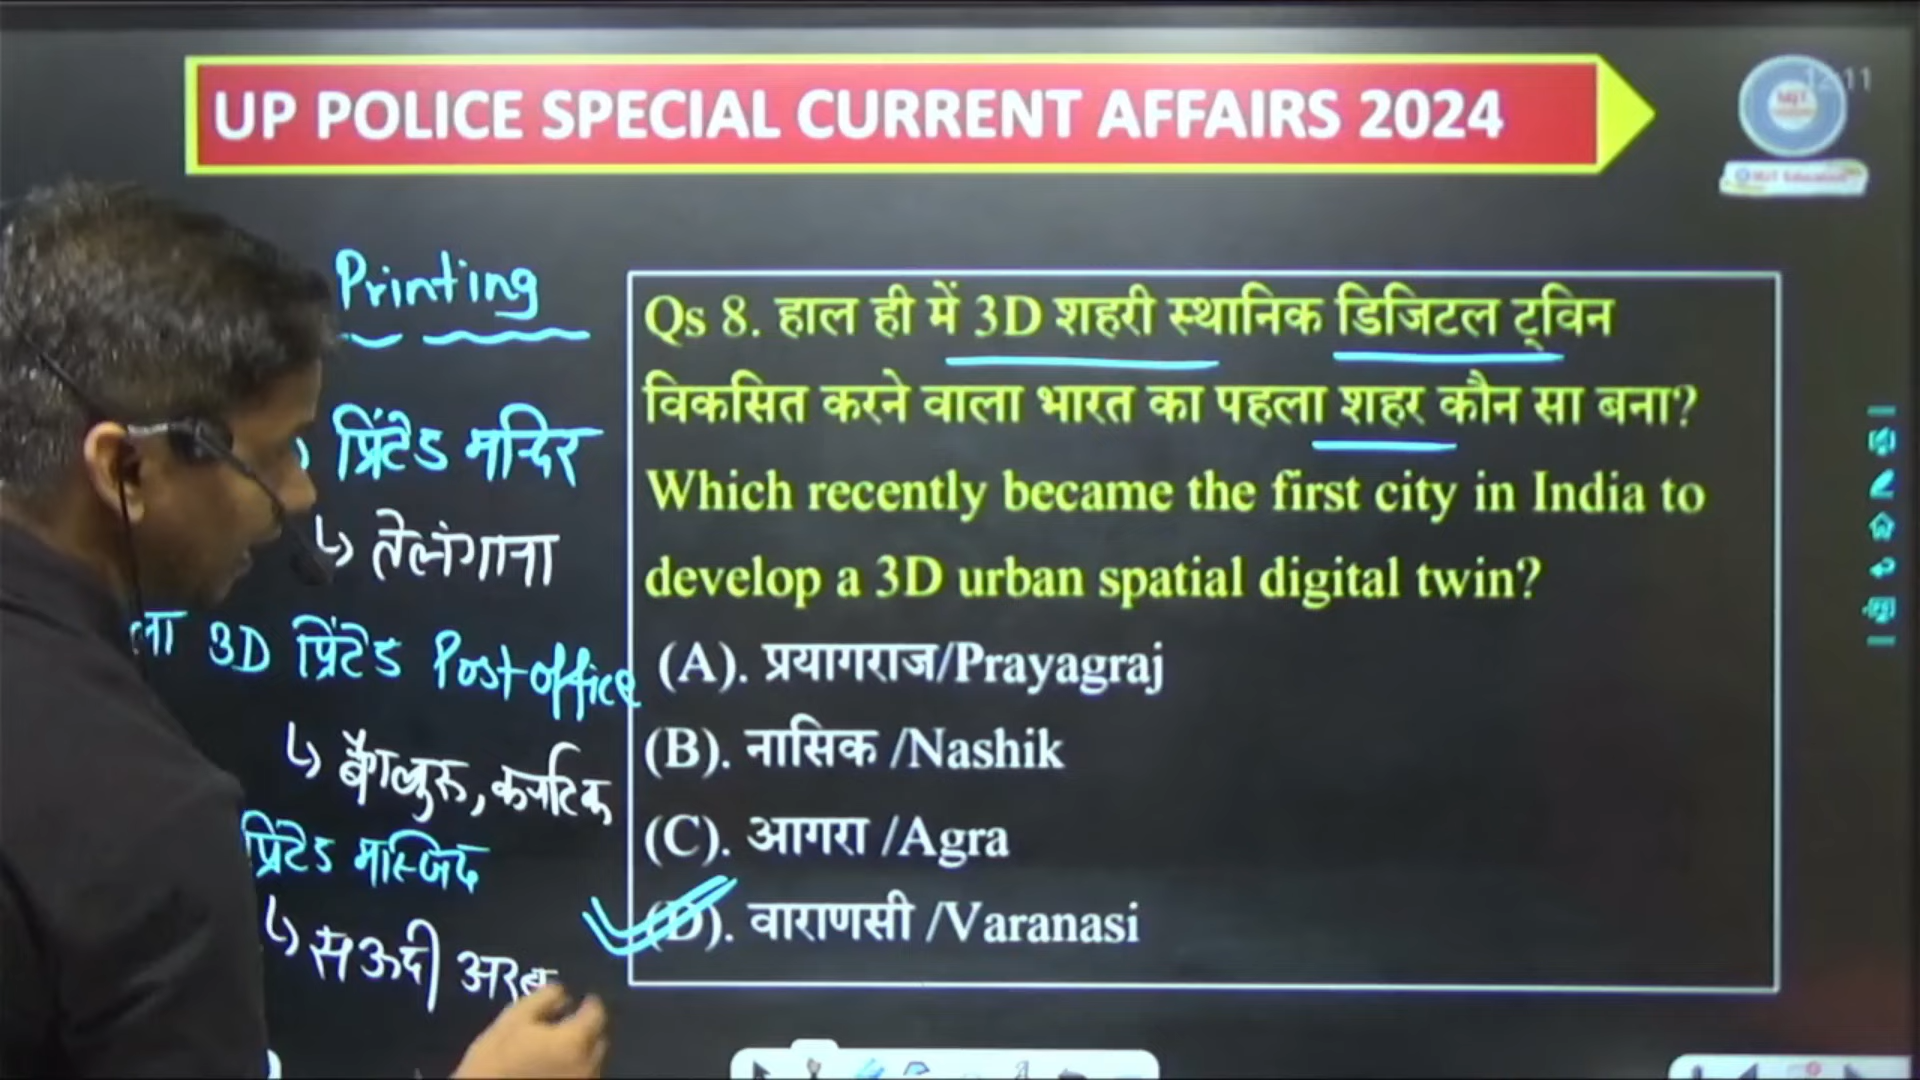 UP POLICE SPECIAL CURRENT AFFAIRS 2024
12:11
Printing
प्रिंटेड मन्दिर
↳ तेलंगाना
ला 3D प्रिंटेड Post office
↳ बैंगलुरु, कर्नाटक
प्रिंटेड मस्जिद
↳ सऊदी अरब
Qs 8. हाल ही में 3D शहरी स्थानिक डिजिटल ट्विन
विकसित करने वाला भारत का पहला शहर कौन सा बना?
Which recently became the first city in India to
develop a 3D urban spatial digital twin?
(A). प्रयागराज/Prayagraj
(B). नासिक /Nashik
(C). आगरा /Agra
(D). वाराणसी /Varanasi